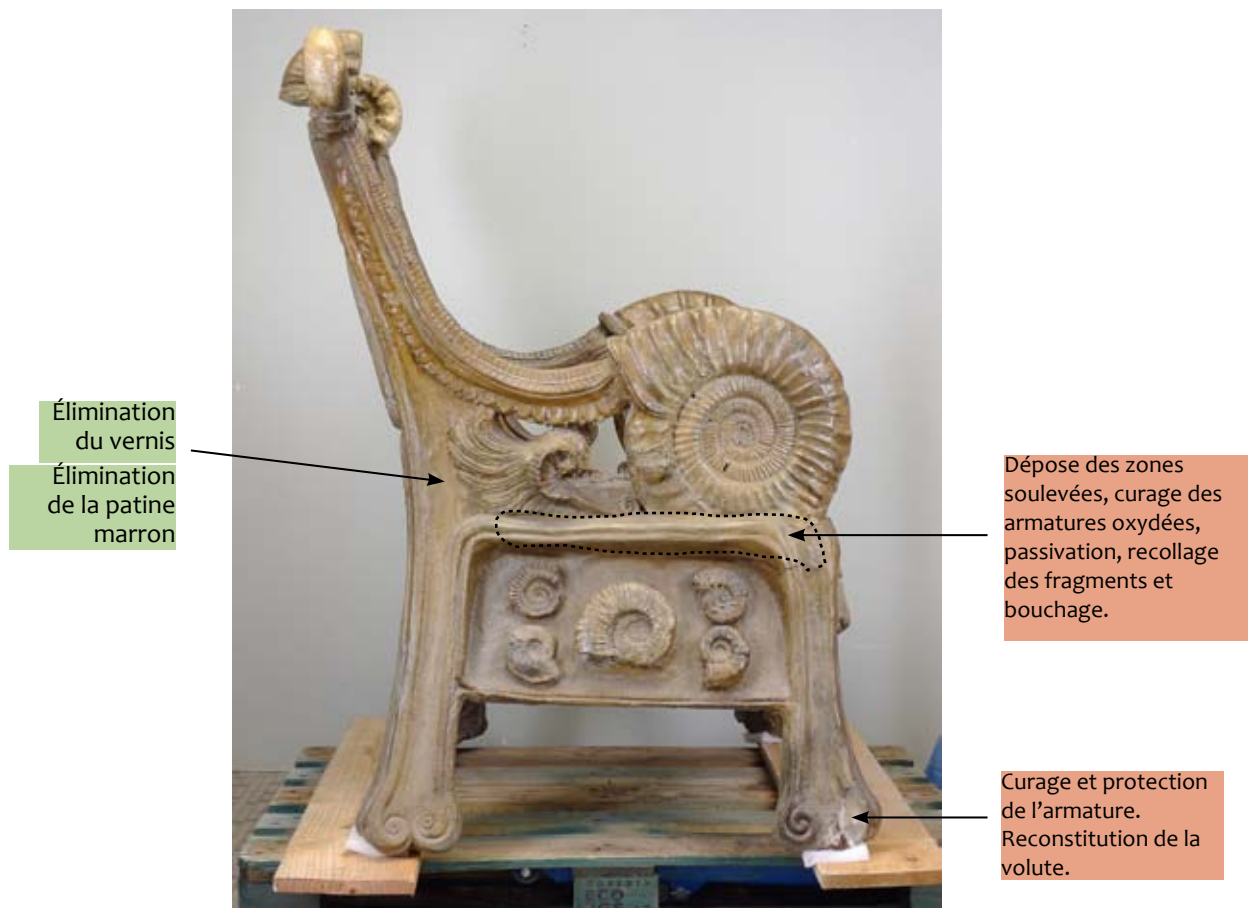 Élimination
du vernis
Élimination
de la patine
marron
Dépose des zones
soulevées, curage des
armatures oxydées,
passivation, recollage
des fragments et
bouchage.
Curage et protection
de l’armature.
Reconstitution de la
volute.
ECO